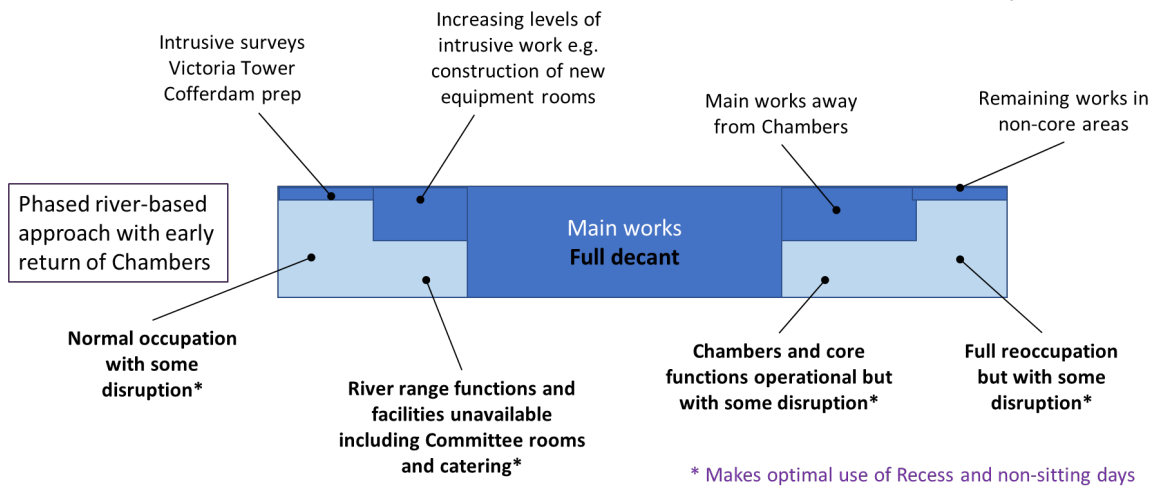 Intrusive surveys
Victoria Tower
Cofferdam prep
Increasing levels of
intrusive work e.g.
construction of new
equipment rooms
Main works away
from Chambers
Remaining works in
non-core areas
Phased river-based
approach with early
return of Chambers
Main works
Full decant
Normal occupation
with some
disruption*
River range functions and
facilities unavailable
including Committee rooms
and catering*
Chambers and core
functions operational but
with some disruption*
Full reoccupation
but with some
disruption*
* Makes optimal use of Recess and non-sitting days